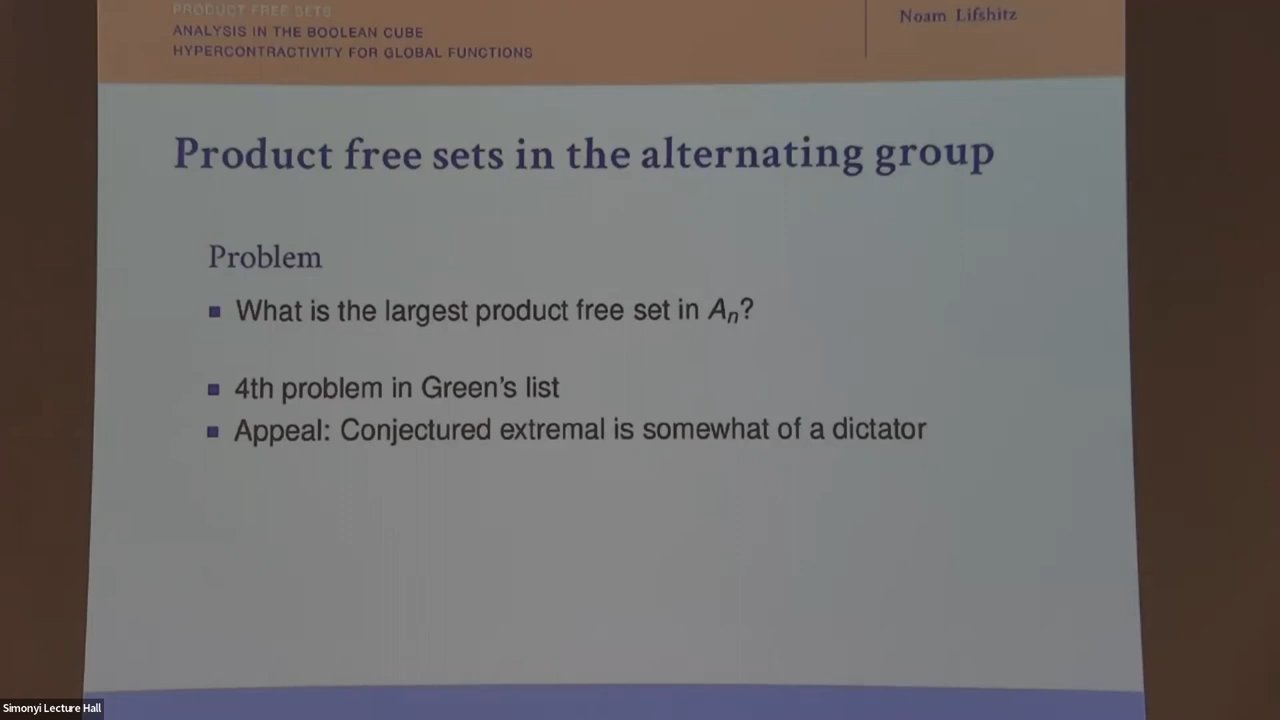 PRODUCT FREE SETS
ANALYSIS IN THE BOOLEAN CUBE
HYPERCONTRACTIVITY FOR GLOBAL FUNCTIONS
Noam Lifshitz
Product free sets in the alternating group
Problem
What is the largest product free set in Aₙ?
4th problem in Green's list
Appeal: Conjectured extremal is somewhat of a dictator
Simonyi Lecture Hall